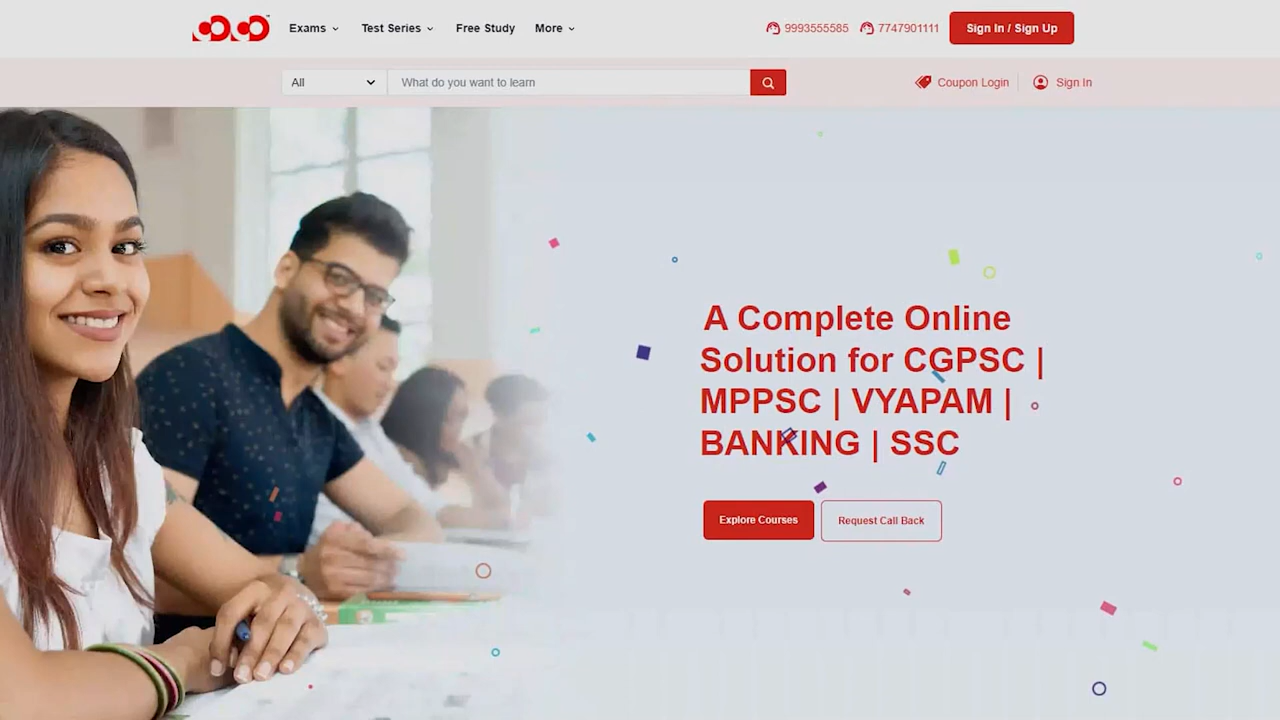 Exams
Test Series
Free Study
More
9993555585
7747901111
Sign In / Sign Up
All
What do you want to learn
Coupon Login
Sign In
A Complete Online
Solution for CGPSC |
MPPSC | VYAPAM |
BANKING | SSC
Explore Courses
Request Call Back